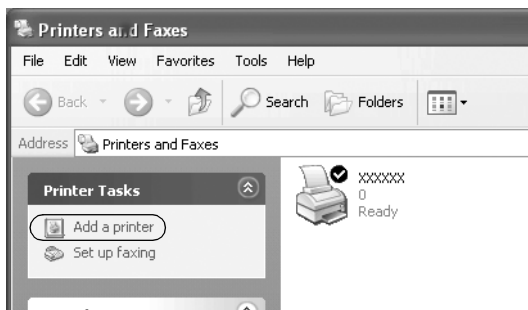 Printers and Faxes
File Edit View Favorites Tools Help
Back Search Folders
Address Printers and Faxes
Printer Tasks
Add a printer
Set up faxing
xxxxxx
0
Ready